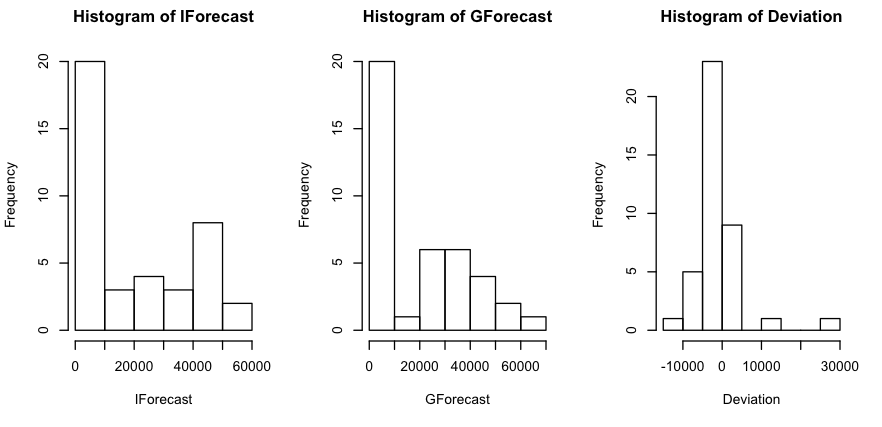 Histogram of IForecast
Frequency
20
15
10
5
0
0 20000 40000 60000
IForecast
Histogram of GForecast
Frequency
20
15
10
5
0
0 20000 40000 60000
GForecast
Histogram of Deviation
Frequency
20
15
10
5
0
-10000 0 10000 30000
Deviation